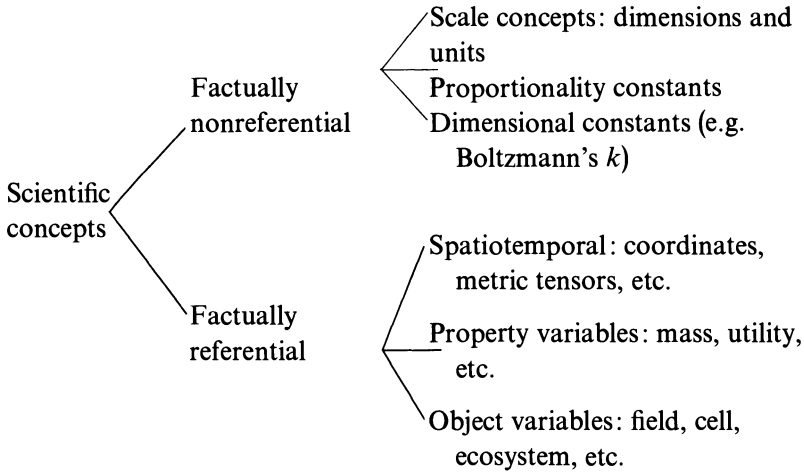 Scale concepts: dimensions and
units
Factually
nonreferential
Proportionality constants
Dimensional constants (e.g.
Boltzmann's k)
Scientific
concepts
Spatiotemporal: coordinates,
metric tensors, etc.
Factually
referential
Property variables: mass, utility,
etc.
Object variables: field, cell,
ecosystem, etc.